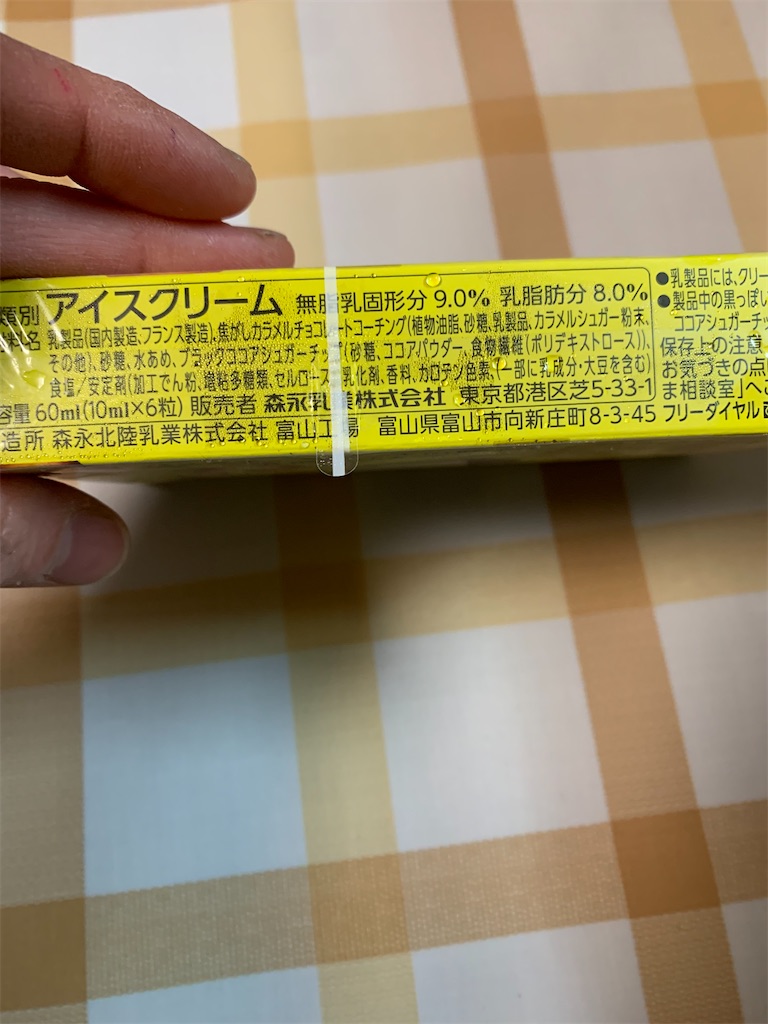 類別 アイスクリーム 無脂乳固形分 9.0% 乳脂肪分 8.0%
乳製品(国内製造、フランス製造)、焦がしカラメルチョコレートコーチング(植物油脂、砂糖、乳製品、カラメルシュガー粉末、
その他)、砂糖、水あめ、ブラックココアシュガーチップ(砂糖、ココアパウダー、食物繊維(ポリデキストロース))、
食塩/安定剤(加工でん粉、増粘多糖類、セルロース)、乳化剤、香料、カロテン色素、(一部に乳成分・大豆を含む)
容量 60ml(10ml×6粒) 販売者 森永乳業株式会社 東京都港区芝5-33-1
造所 森永北陸乳業株式会社 富山工場 富山県富山市向新庄町8-3-45 フリーダイヤル
●乳製品には、クリー
●製品中の黒っぽい
ココアシュガーチッ
保存上の注意
お気づきの点
ま相談室」へご